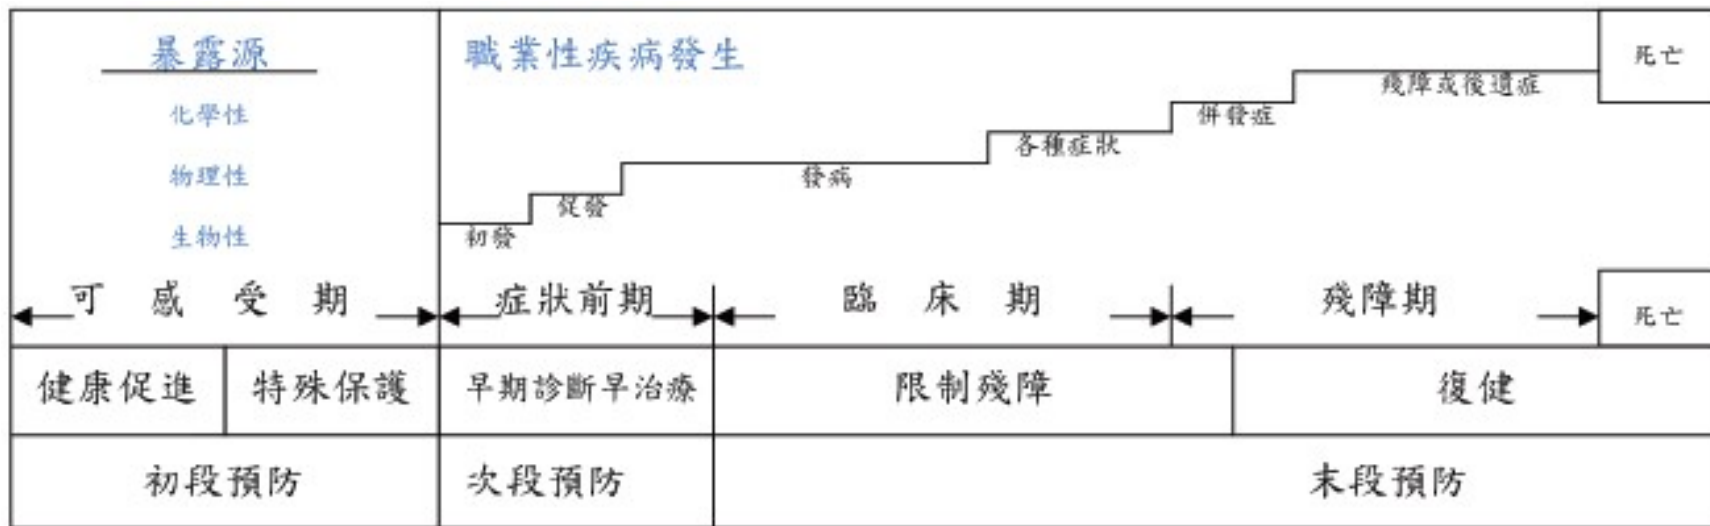 暴露源
職業性疾病發生
死亡
殘障或後遺症
化學性
併發症
各種症狀
物理性
發病
促發
生物性
初發
可感受期
症狀前期
臨床期
殘障期
死亡
健康促進
特殊保護
早期診斷早治療
限制殘障
復健
初段預防
次段預防
末段預防